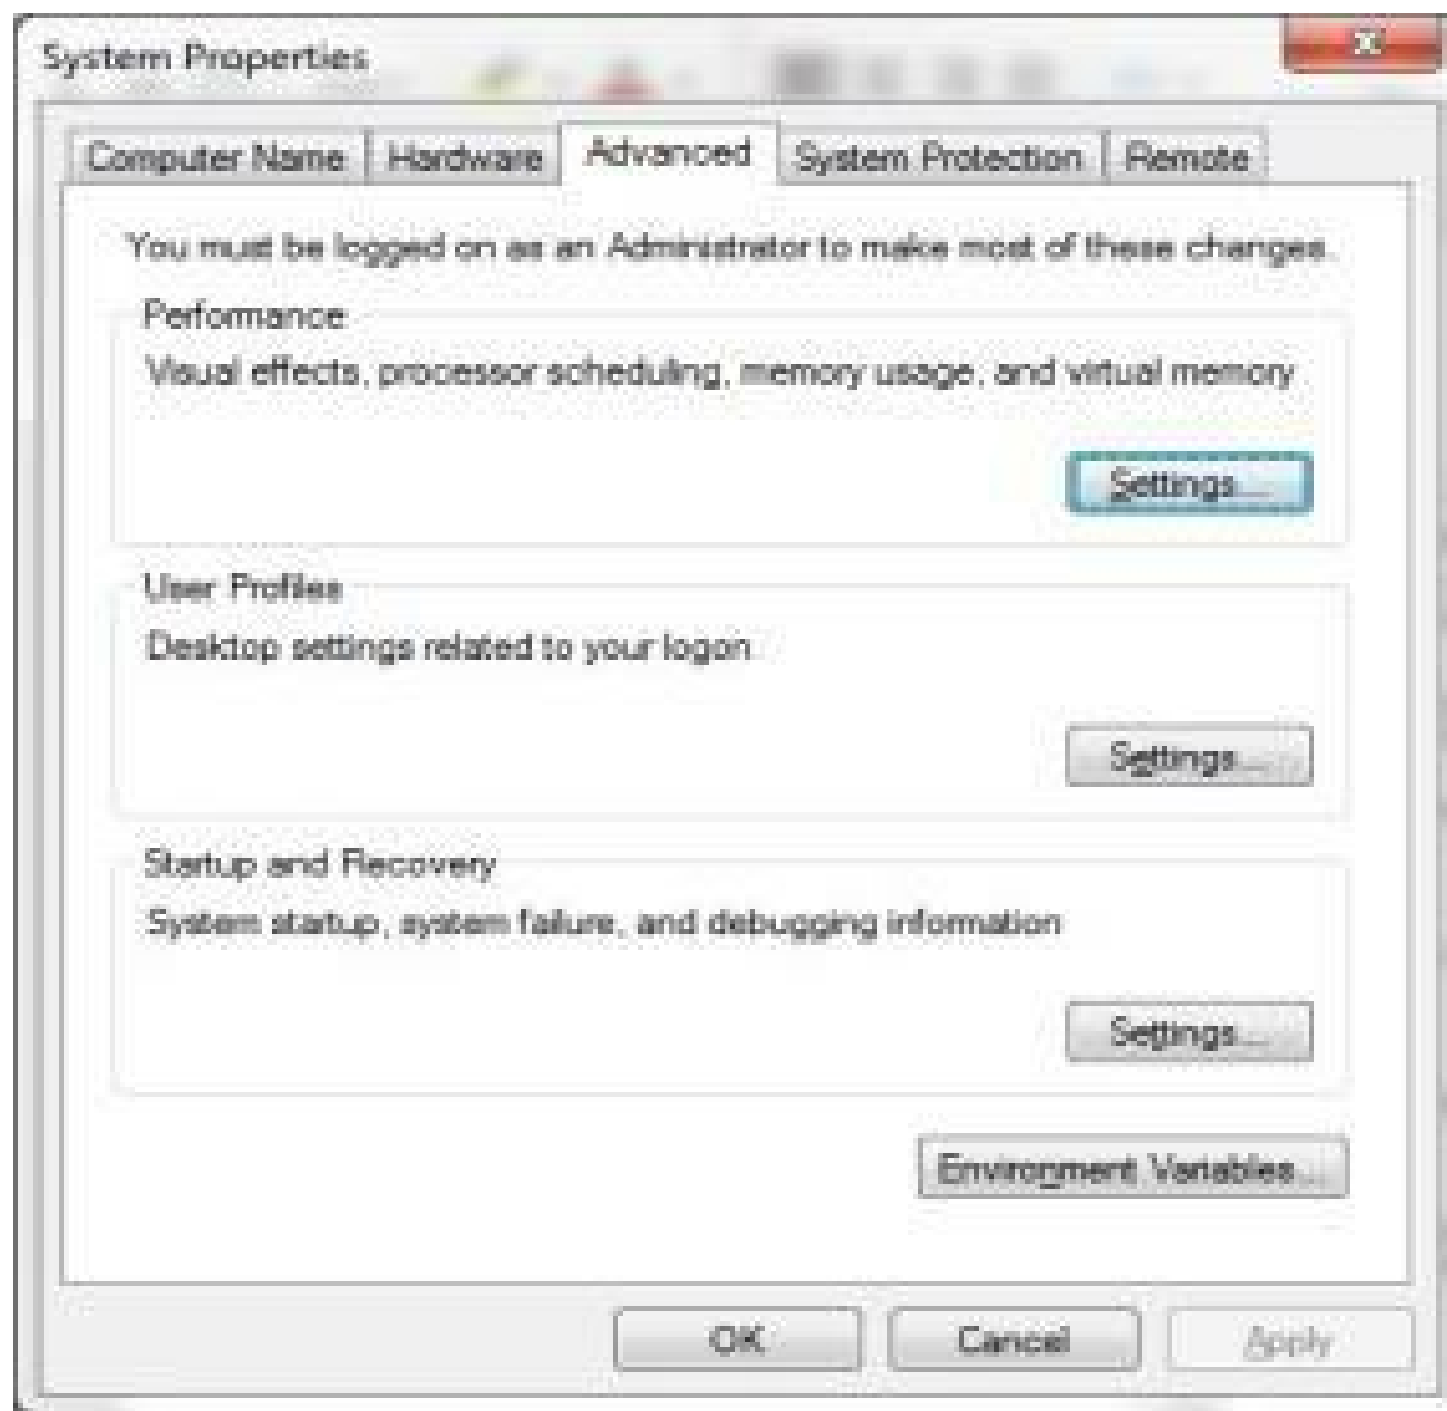 System Properties
Computer Name
Hardware
Advanced
System Protection
Remote
You must be logged on as an Administrator to make most of these changes.
Performance
Visual effects, processor scheduling, memory usage, and virtual memory
Settings...
User Profiles
Desktop settings related to your logon
Settings...
Startup and Recovery
System startup, system failure, and debugging information
Settings...
Environment Variables...
OK
Cancel
Apply